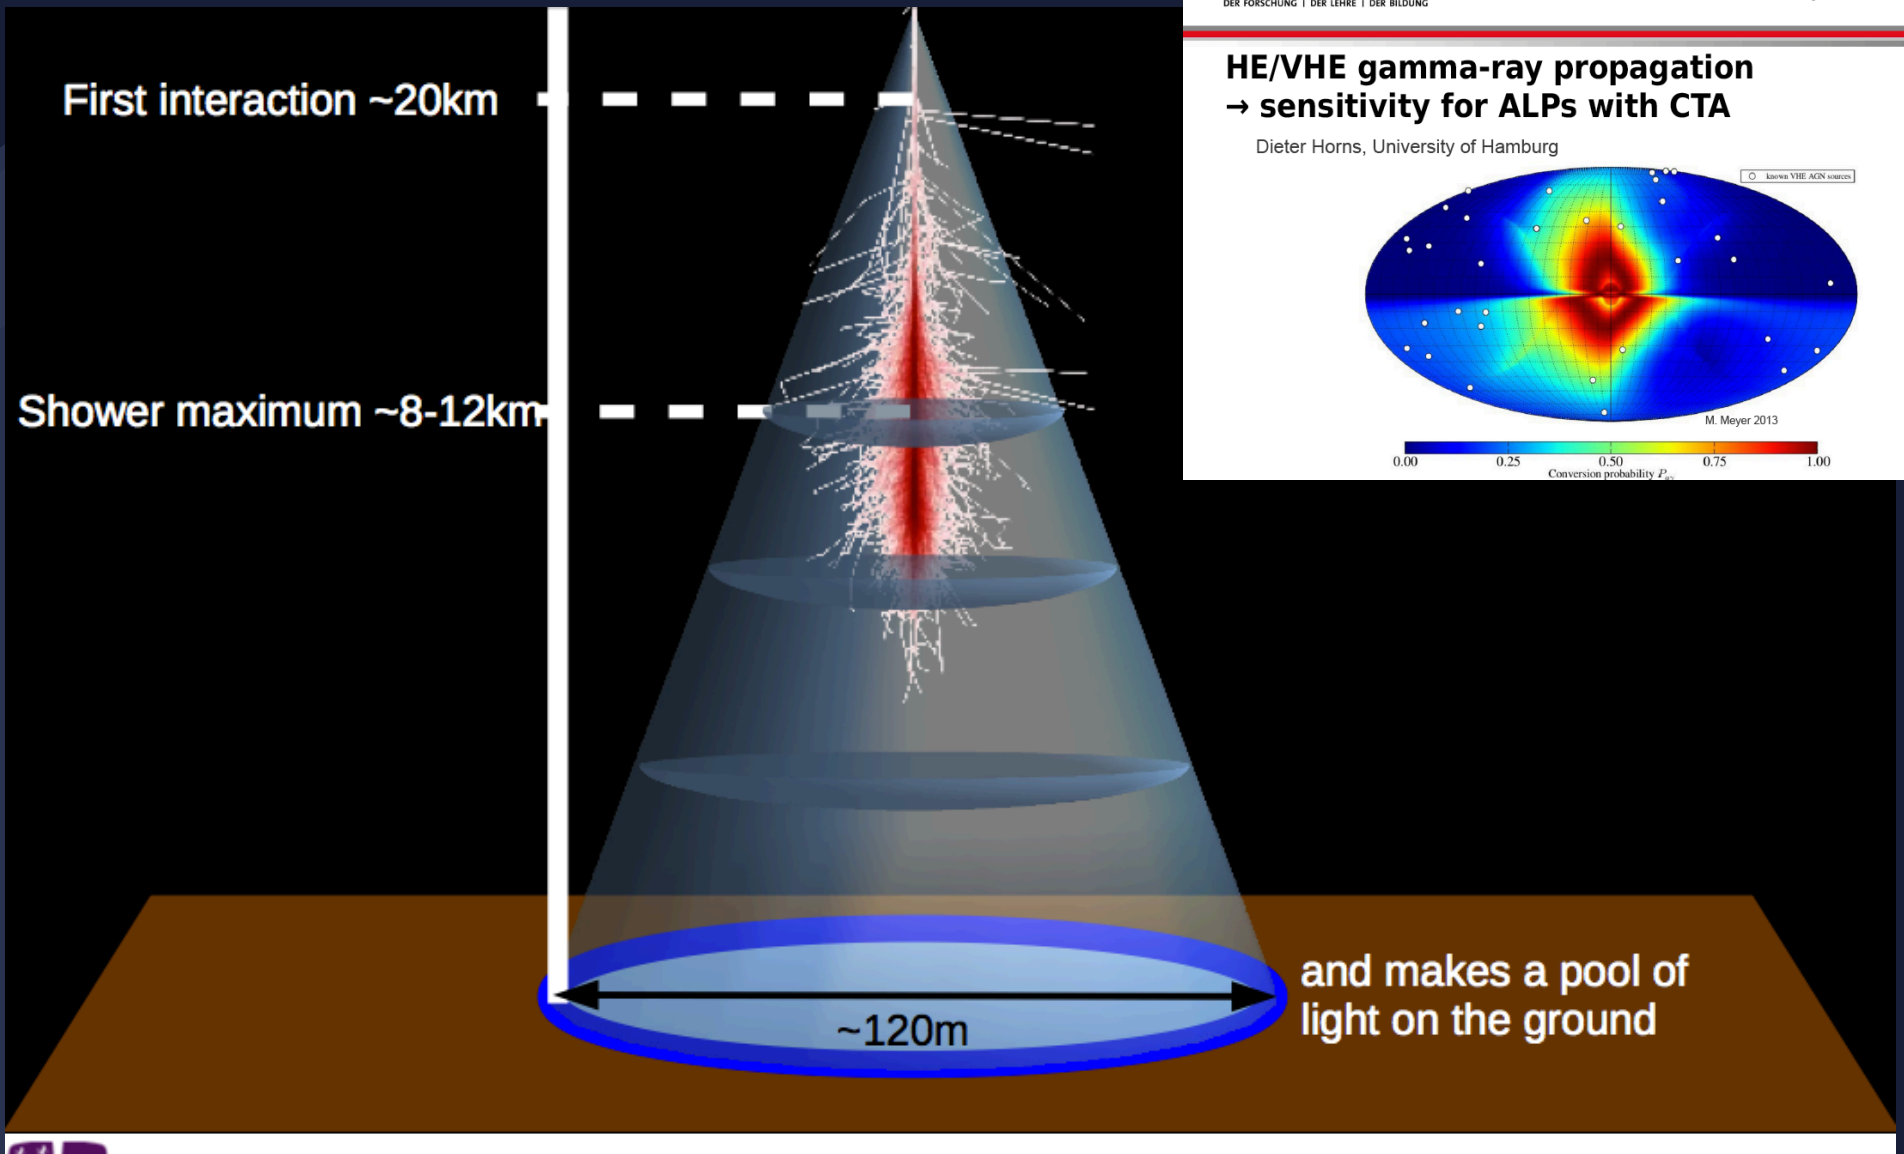 First interaction ~20km
Shower maximum ~8-12km
~120m
and makes a pool of
light on the ground
DER FORSCHUNG | DER LEHRE | DER BILDUNG
HE/VHE gamma-ray propagation
→ sensitivity for ALPs with CTA
Dieter Horns, University of Hamburg
known VHE AGN sources
M. Meyer 2013
0.00 0.25 0.50 0.75 1.00
Conversion probability